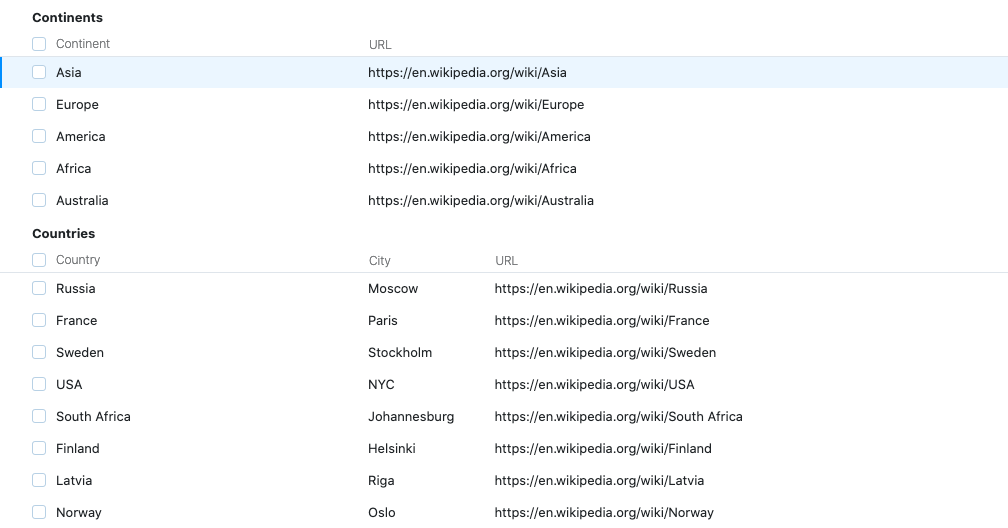 Continents
Continent URL
Asia https://en.wikipedia.org/wiki/Asia
Europe https://en.wikipedia.org/wiki/Europe
America https://en.wikipedia.org/wiki/America
Africa https://en.wikipedia.org/wiki/Africa
Australia https://en.wikipedia.org/wiki/Australia
Countries
Country City URL
Russia Moscow https://en.wikipedia.org/wiki/Russia
France Paris https://en.wikipedia.org/wiki/France
Sweden Stockholm https://en.wikipedia.org/wiki/Sweden
USA NYC https://en.wikipedia.org/wiki/USA
South Africa Johannesburg https://en.wikipedia.org/wiki/South Africa
Finland Helsinki https://en.wikipedia.org/wiki/Finland
Latvia Riga https://en.wikipedia.org/wiki/Latvia
Norway Oslo https://en.wikipedia.org/wiki/Norway